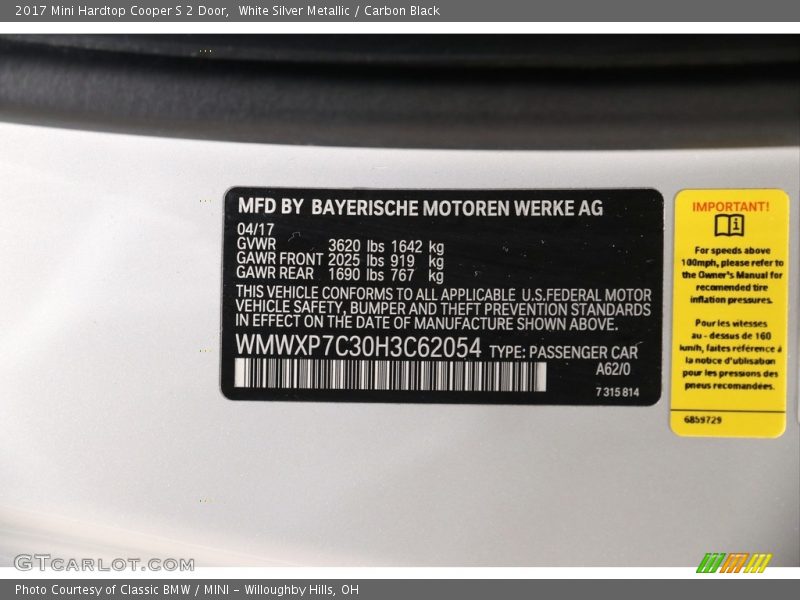 2017 Mini Hardtop Cooper S 2 Door,  White Silver Metallic / Carbon Black
MFD BY BAYERISCHE MOTOREN WERKE AG
04/17
GVWR 3620 lbs 1642 kg
GAWR FRONT 2025 lbs 919 kg
GAWR REAR 1690 lbs 767 kg
THIS VEHICLE CONFORMS TO ALL APPLICABLE U.S.FEDERAL MOTOR
VEHICLE SAFETY, BUMPER AND THEFT PREVENTION STANDARDS
IN EFFECT ON THE DATE OF MANUFACTURE SHOWN ABOVE.
WMWXP7C30H3C62054 TYPE: PASSENGER CAR
A62/0
7 315 814
IMPORTANT!
For speeds above
100mph, please refer to
the Owner's Manual for
recomended tire
inflation pressures.
Pour les vitesses
au - dessus de 160
km/h, faites référence à
la notice d'utilisation
pour les pressions des
pneus recomandées.
6859729
GTCARLOT.COM
Photo Courtesy of Classic BMW / MINI - Willoughby Hills, OH